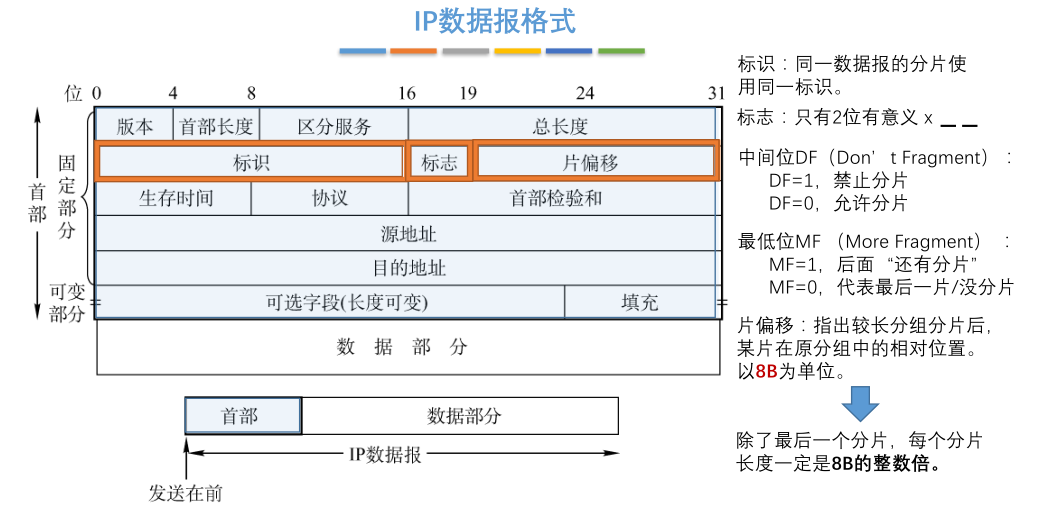 IP数据报格式
位 0 4 8 16 19 24 31
版本 首部长度 区分服务 总长度
标识 标志 片偏移
生存时间 协议 首部检验和
源地址
目的地址
可选字段(长度可变) 填充
数据部分
首部
固定部分
可变
部分
首部 数据部分
IP数据报
发送在前
标识：同一数据报的分片使
用同一标识。
标志：只有2位有意义 x _ _
中间位DF（Don’t Fragment）：
DF=1，禁止分片
DF=0，允许分片
最低位MF （More Fragment）：
MF=1，后面“还有分片”
MF=0，代表最后一片/没分片
片偏移：指出较长分组分片后，
某片在原分组中的相对位置。
以8B为单位。
除了最后一个分片，每个分片
长度一定是8B的整数倍。